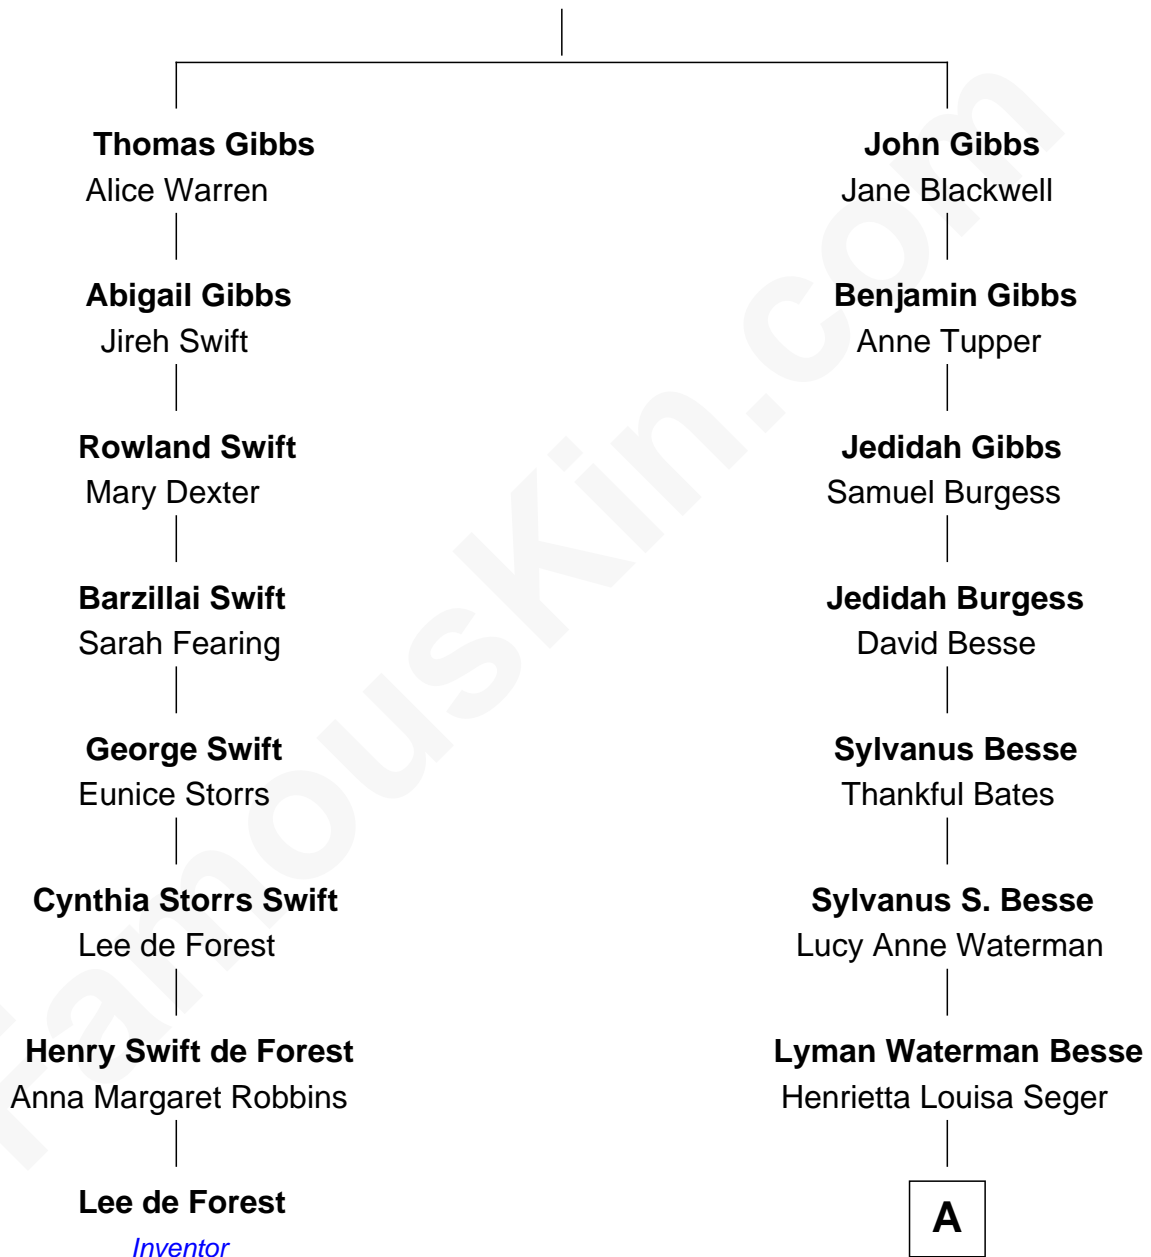 Thomas Gibbs
Alice Warren
John Gibbs
Jane Blackwell
Abigail Gibbs
Jireh Swift
Benjamin Gibbs
Anne Tupper
Rowland Swift
Mary Dexter
Jedidah Gibbs
Samuel Burgess
Barzillai Swift
Sarah Fearing
Jedidah Burgess
David Besse
George Swift
Eunice Storrs
Sylvanus Besse
Thankful Bates
Cynthia Storrs Swift
Lee de Forest
Sylvanus S. Besse
Lucy Anne Waterman
Henry Swift de Forest
Anna Margaret Robbins
Lyman Waterman Besse
Henrietta Louisa Seger
Lee de Forest
Inventor
A
FamousKin.com